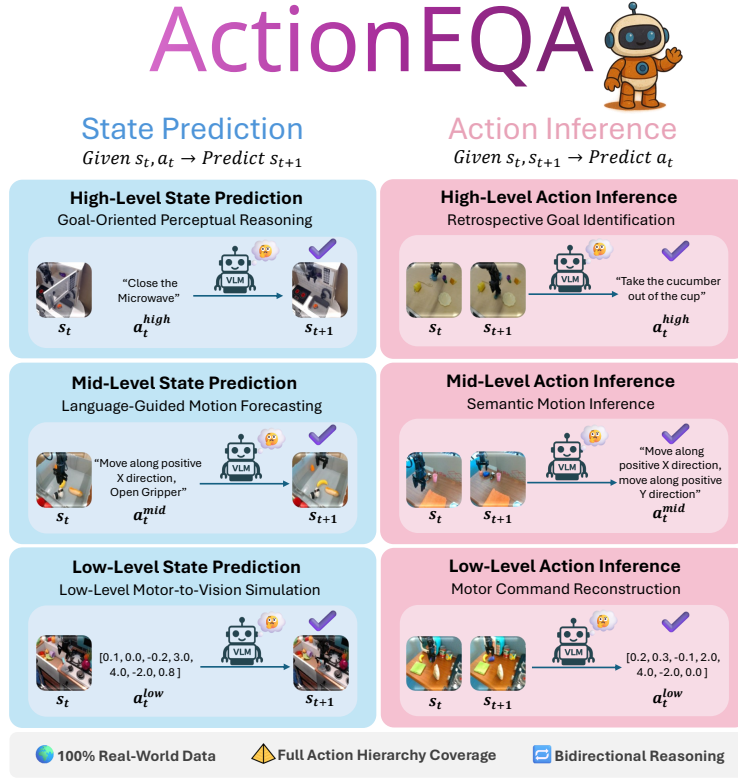 ActionEQA
State Prediction
Given s_t, a_t → Predict s_{t+1}
High-Level State Prediction
Goal-Oriented Perceptual Reasoning
VLM
“Close the
Microwave”
s_t
a_t^{high}
s_{t+1}
Mid-Level State Prediction
Language-Guided Motion Forecasting
VLM
“Move along positive
X direction,
Open Gripper”
s_t
a_t^{mid}
s_{t+1}
Low-Level State Prediction
Low-Level Motor-to-Vision Simulation
VLM
[0.1, 0.0, -0.2, 3.0,
4.0, -2.0, 0.8 ]
s_t
a_t^{low}
s_{t+1}
Action Inference
Given s_t, s_{t+1} → Predict a_t
High-Level Action Inference
Retrospective Goal Identification
VLM
“Take the cucumber
out of the cup”
s_t
s_{t+1}
a_t^{high}
Mid-Level Action Inference
Semantic Motion Inference
VLM
“Move along
positive X direction,
move along positive
Y direction”
s_t
s_{t+1}
a_t^{mid}
Low-Level Action Inference
Motor Command Reconstruction
VLM
[0.2, 0.3, -0.1, 2.0,
4.0, -2.0, 0.0 ]
s_t
s_{t+1}
a_t^{low}
100% Real-World Data
Full Action Hierarchy Coverage
Bidirectional Reasoning